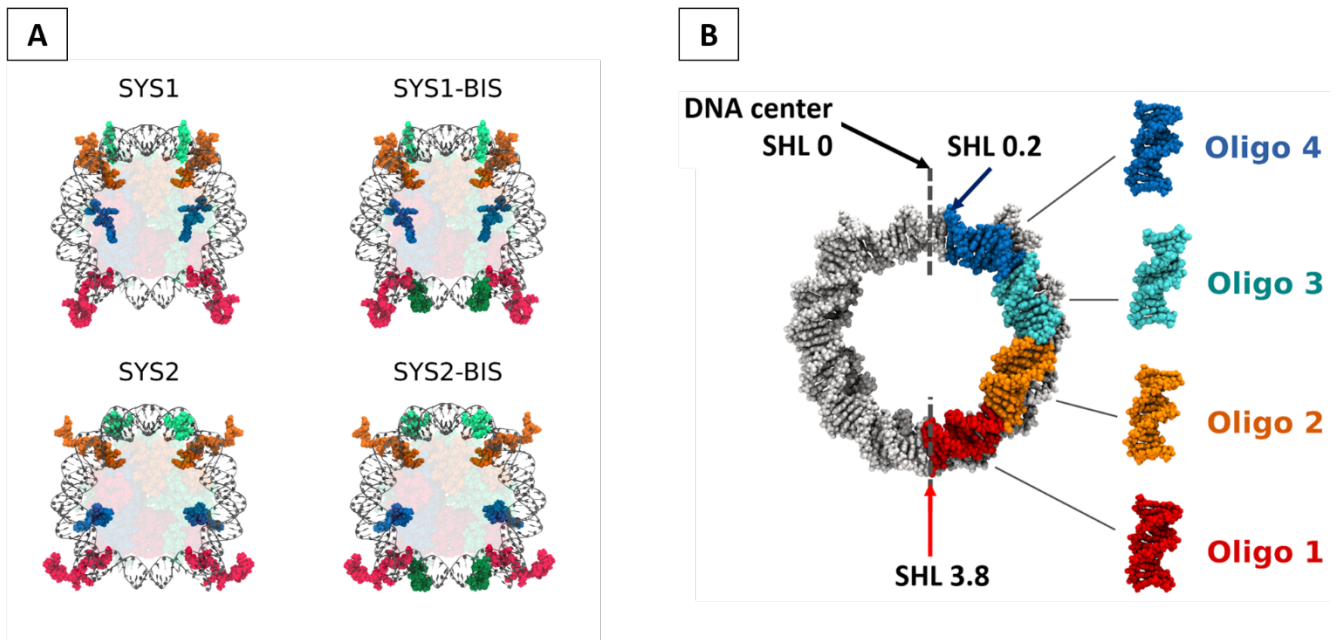 A
SYS1
SYS1-BIS
SYS2
SYS2-BIS
B
DNA center
SHL 0
SHL 0.2
Oligo 4
Oligo 3
Oligo 2
Oligo 1
SHL 3.8